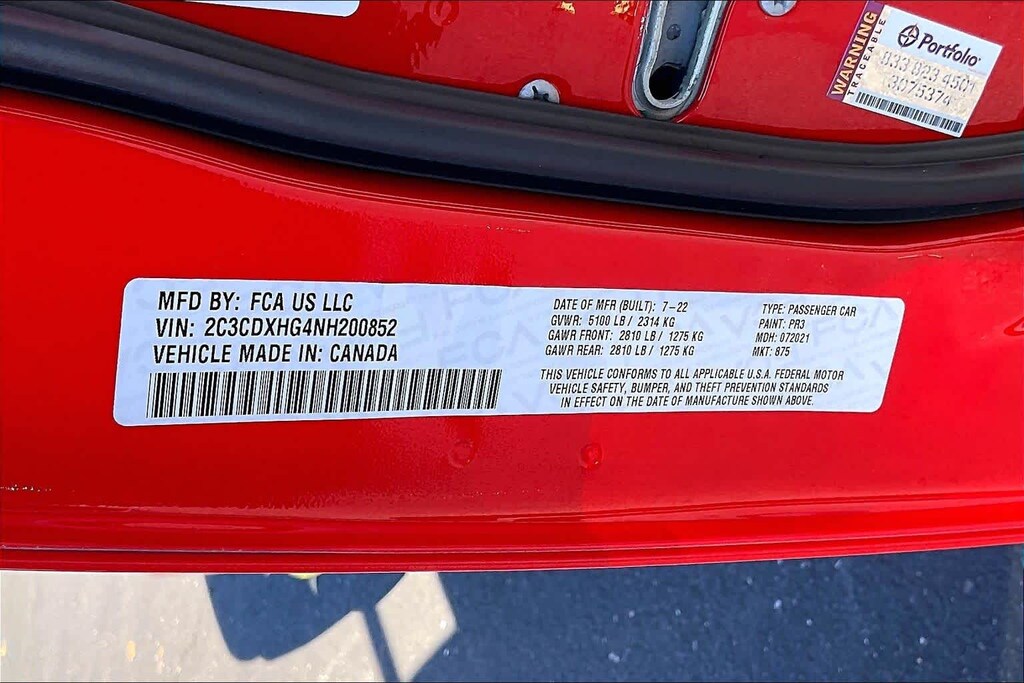 WARNING
TRACEABLE
Portfolio
833 823 4501
3075374
MFD BY: FCA US LLC
VIN: 2C3CDXHG4NH200852
VEHICLE MADE IN: CANADA
DATE OF MFR (BUILT): 7-22
GVWR: 5100 LB / 2314 KG
GAWR FRONT: 2810 LB / 1275 KG
GAWR REAR: 2810 LB / 1275 KG
TYPE: PASSENGER CAR
PAINT: PR3
MDH: 072021
MKT: 875
THIS VEHICLE CONFORMS TO ALL APPLICABLE U.S.A. FEDERAL MOTOR
VEHICLE SAFETY, BUMPER, AND THEFT PREVENTION STANDARDS
IN EFFECT ON THE DATE OF MANUFACTURE SHOWN ABOVE.